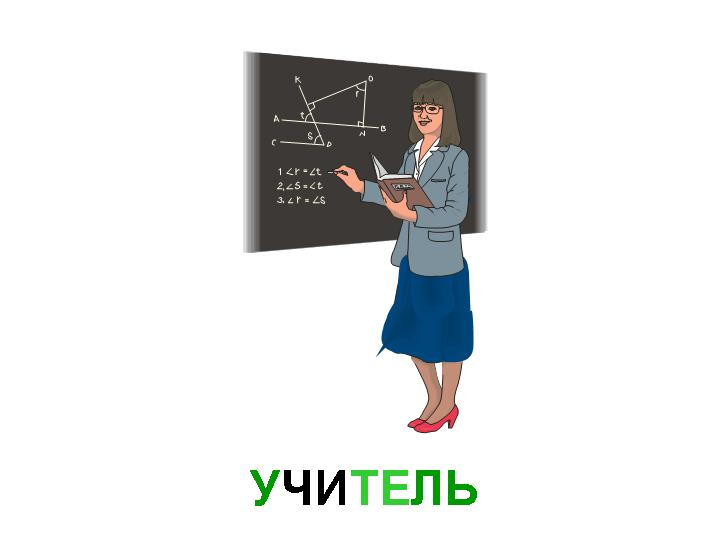 K O
r
A t B
N
C S D
1. ∠r = ∠t
2. ∠s = ∠t
3. ∠r = ∠s
УЧИТЕЛЬ